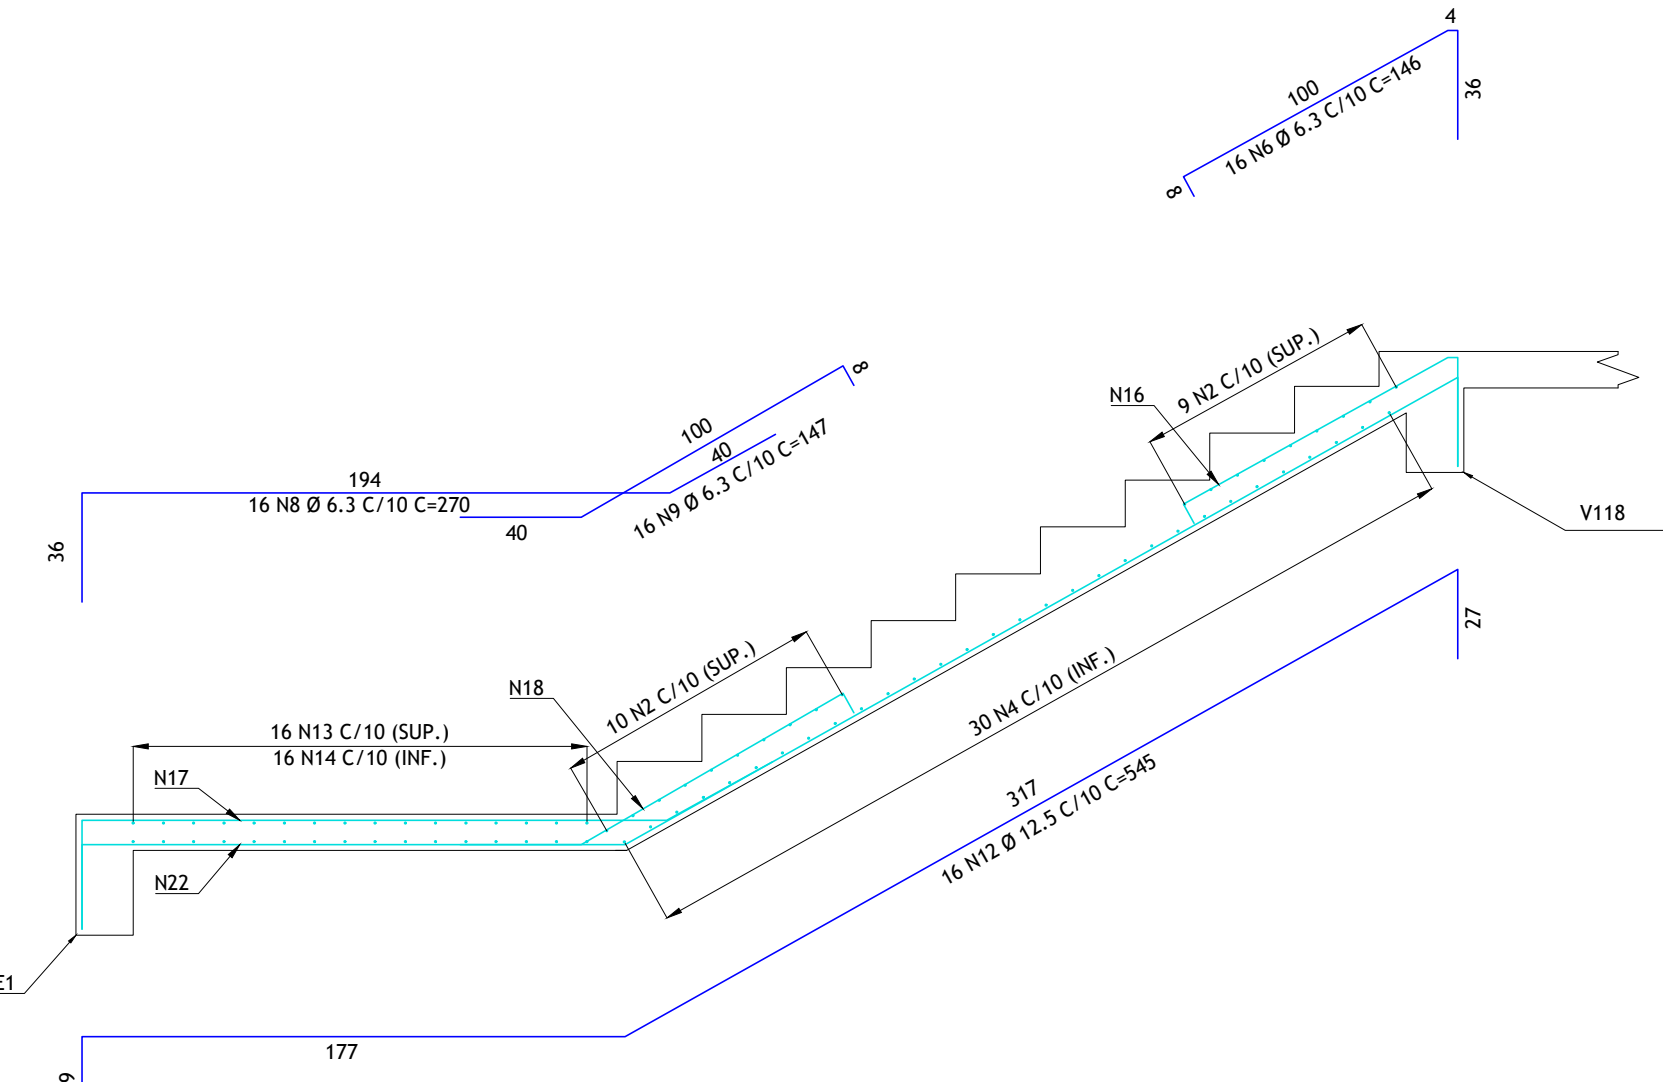 4
36
100
16 N6 Ø 6.3 C/10 C=146
8
9 N2 C/10 (SUP.)
N16
8
100
40
16 N9 Ø 6.3 C/10 C=147
194
16 N8 Ø 6.3 C/10 C=270
40
36
V118
27
10 N2 C/10 (SUP.)
N18
30 N4 C/10 (INF.)
16 N13 C/10 (SUP.)
16 N14 C/10 (INF.)
N17
N22
317
16 N12 Ø 12.5 C/10 C=545
E1
177
9